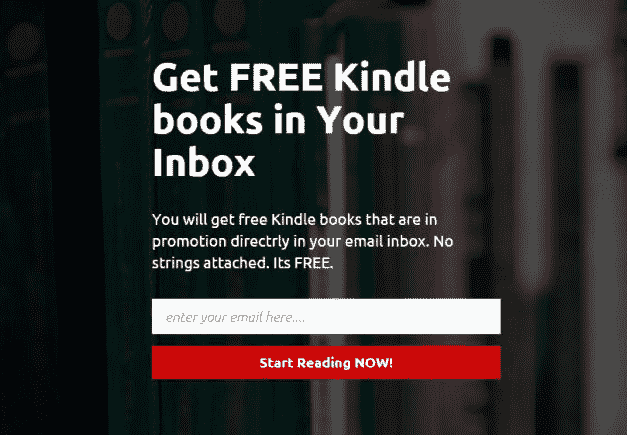 Get FREE Kindle
books in Your
Inbox
You will get free Kindle books that are in
promotion directrly in your email inbox. No
strings attached. Its FREE.
enter your email here....
Start Reading NOW!